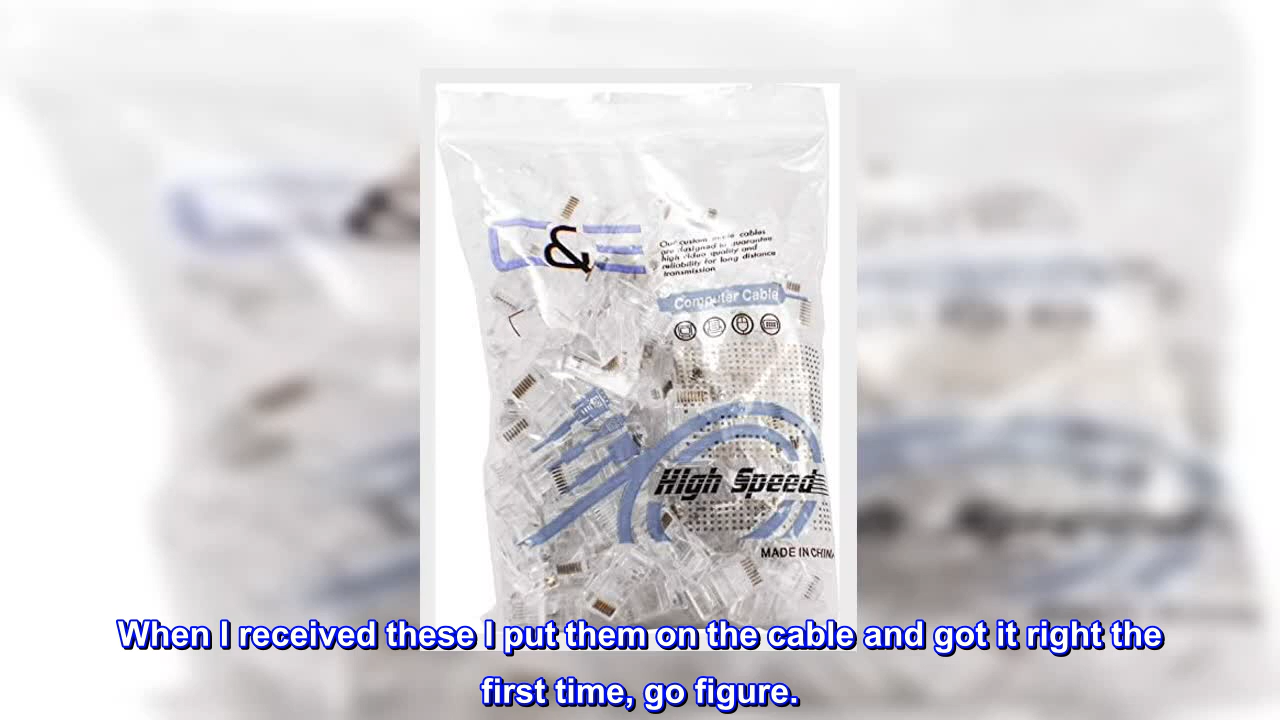 C&E
Our custom cables
are designed to guarantee
high video quality and
reliability for long distance
transmission
Computer Cable
High Speed
MADE IN CHINA
When I received these I put them on the cable and got it right the
first time, go figure.